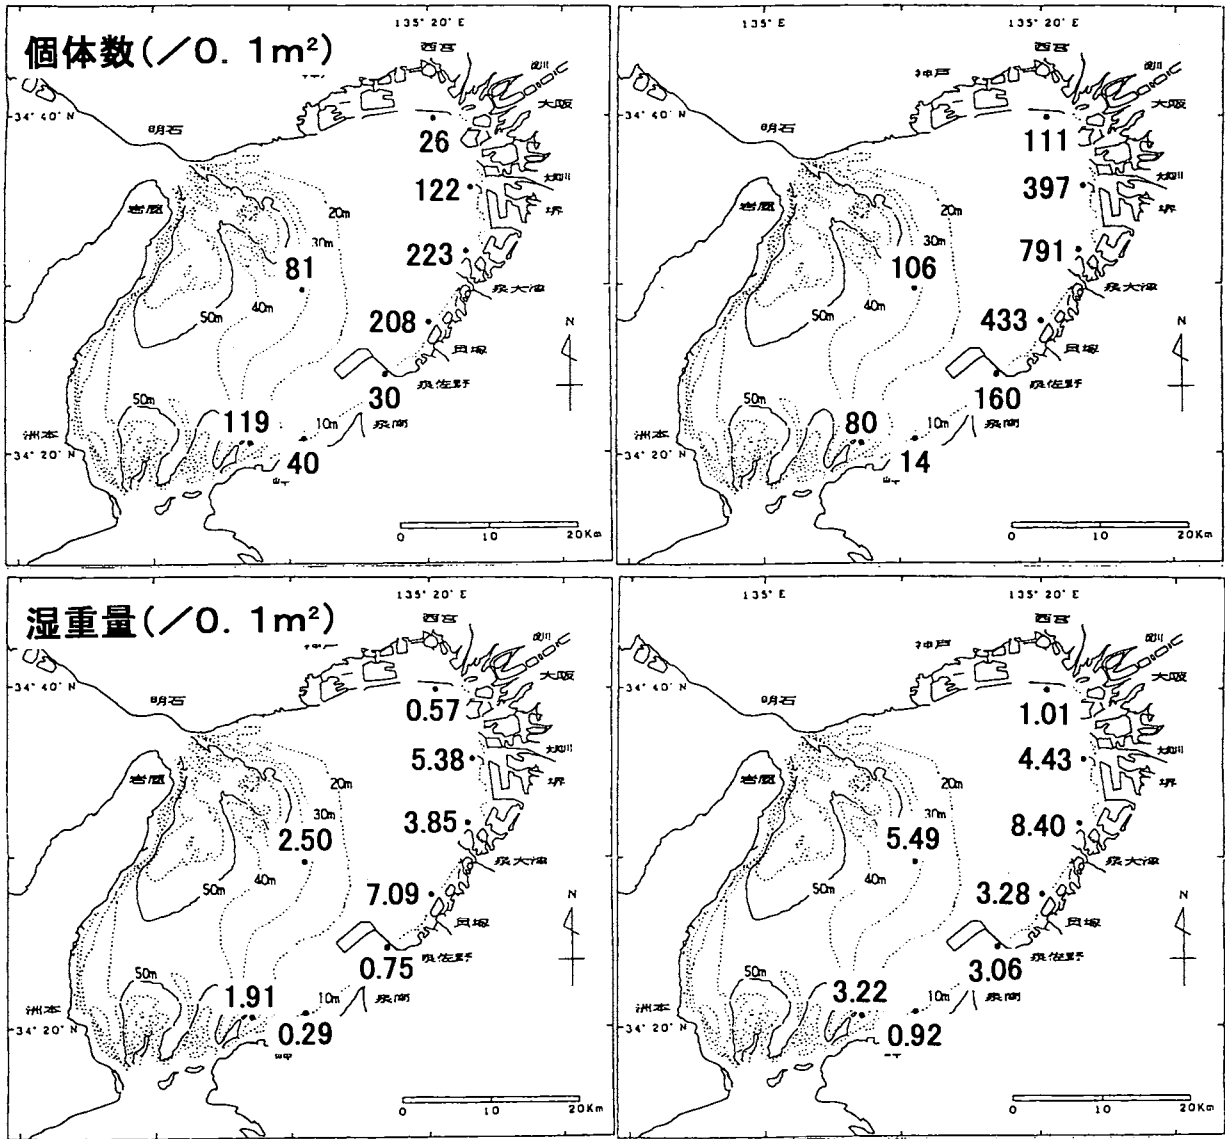 個体数(／0. 1m²)
135°20' E
西宮
淀川
大阪
34°40' N
明石
26
122
岩屋
20m
堺
30m
223
81
泉大津
40m
50m
208
N
貝塚
泉佐野
30
50m
119
10m
泉南
洲本
34°20' N
40
0 10 20Km
135°E
135°20' E
西宮
神戸
淀川
大阪
34°40' N
明石
111
397
大和川
岩屋
20m
堺
30m
791
106
泉大津
40m
50m
433
N
貝塚
泉佐野
160
50m
80
10m
泉南
洲本
34°20' N
14
0 10 20Km
湿重量(／0. 1m²)
135°20' E
西宮
神戸
淀川
大阪
34°40' N
明石
0.57
5.38
大和川
岩屋
20m
堺
30m
3.85
2.50
泉大津
40m
50m
7.09
N
貝塚
泉佐野
0.75
50m
1.91
10m
泉南
洲本
34°20' N
0.29
0 10 20Km
135°E
135°20' E
西宮
神戸
淀川
大阪
34°40' N
明石
1.01
4.43
大和川
岩屋
20m
堺
30m
8.40
5.49
泉大津
40m
50m
3.28
N
貝塚
泉佐野
3.06
50m
3.22
10m
泉南
洲本
34°20' N
0.92
0 10 20Km